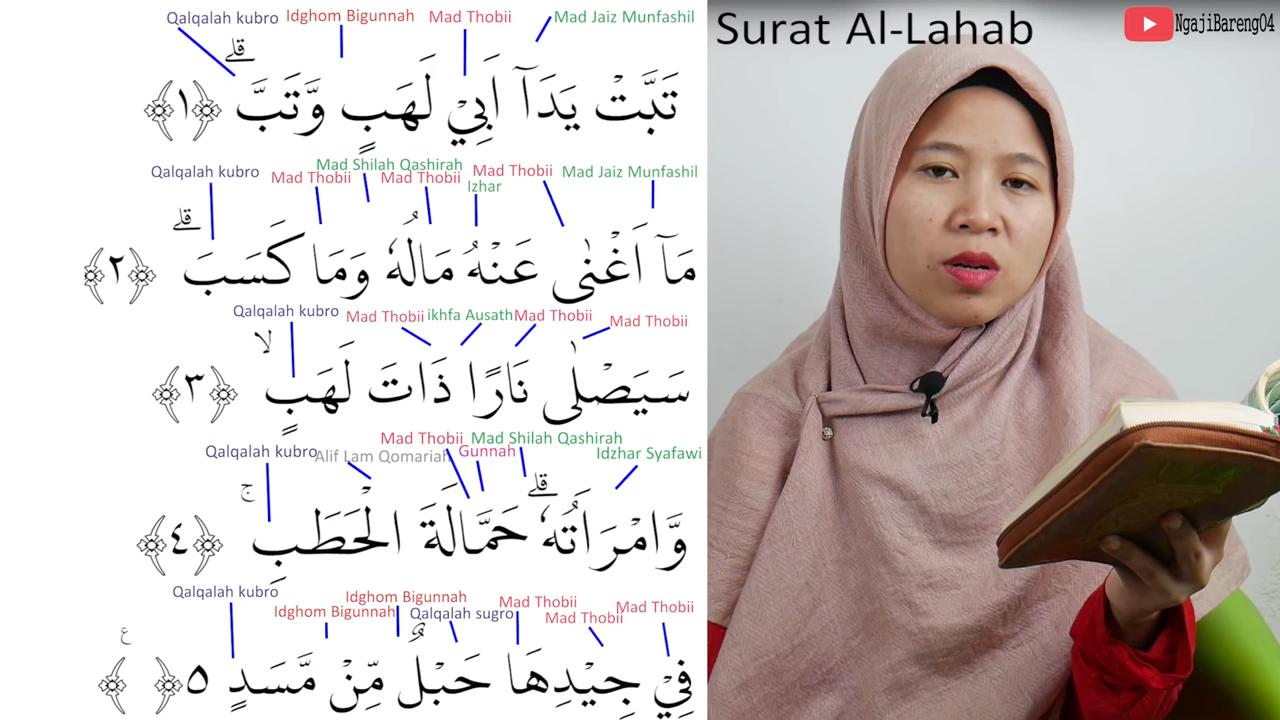 Surat Al-Lahab
NgajiBareng04
Qalqalah kubro Idghom Bigunnah Mad Thobii Mad Jaiz Munfashil
تَبَّتْ يَدَآ اَبِيْ لَهَبٍ وَّتَبَّ ۗ ﴿١﴾
Qalqalah kubro Mad Thobii Mad Shilah Qashirah Mad Thobii Izhar Mad Thobii Mad Jaiz Munfashil
مَآ اَغْنٰى عَنْهُ مَالُهٗ وَمَا كَسَبَ ۗ ﴿٢﴾
Qalqalah kubro Mad Thobii ikhfa Ausath Mad Thobii Mad Thobii
سَيَصْلٰى نَارًا ذَاتَ لَهَبٍ ۙ ﴿٣﴾
Qalqalah kubro Alif Lam Qomariah Mad Thobii Gunnah Mad Shilah Qashirah Idzhar Syafawi
وَّامْرَاَتُهٗ ۗ حَمَّالَةَ الْحَطَبِ ۚ ﴿٤﴾
Qalqalah kubro Idghom Bigunnah Idghom Bigunnah Qalqalah sugro Mad Thobii Mad Thobii Mad Thobii
فِيْ جِيْدِهَا حَبْلٌ مِّنْ مَّسَدٍ ٥﴿ ﴾ ع